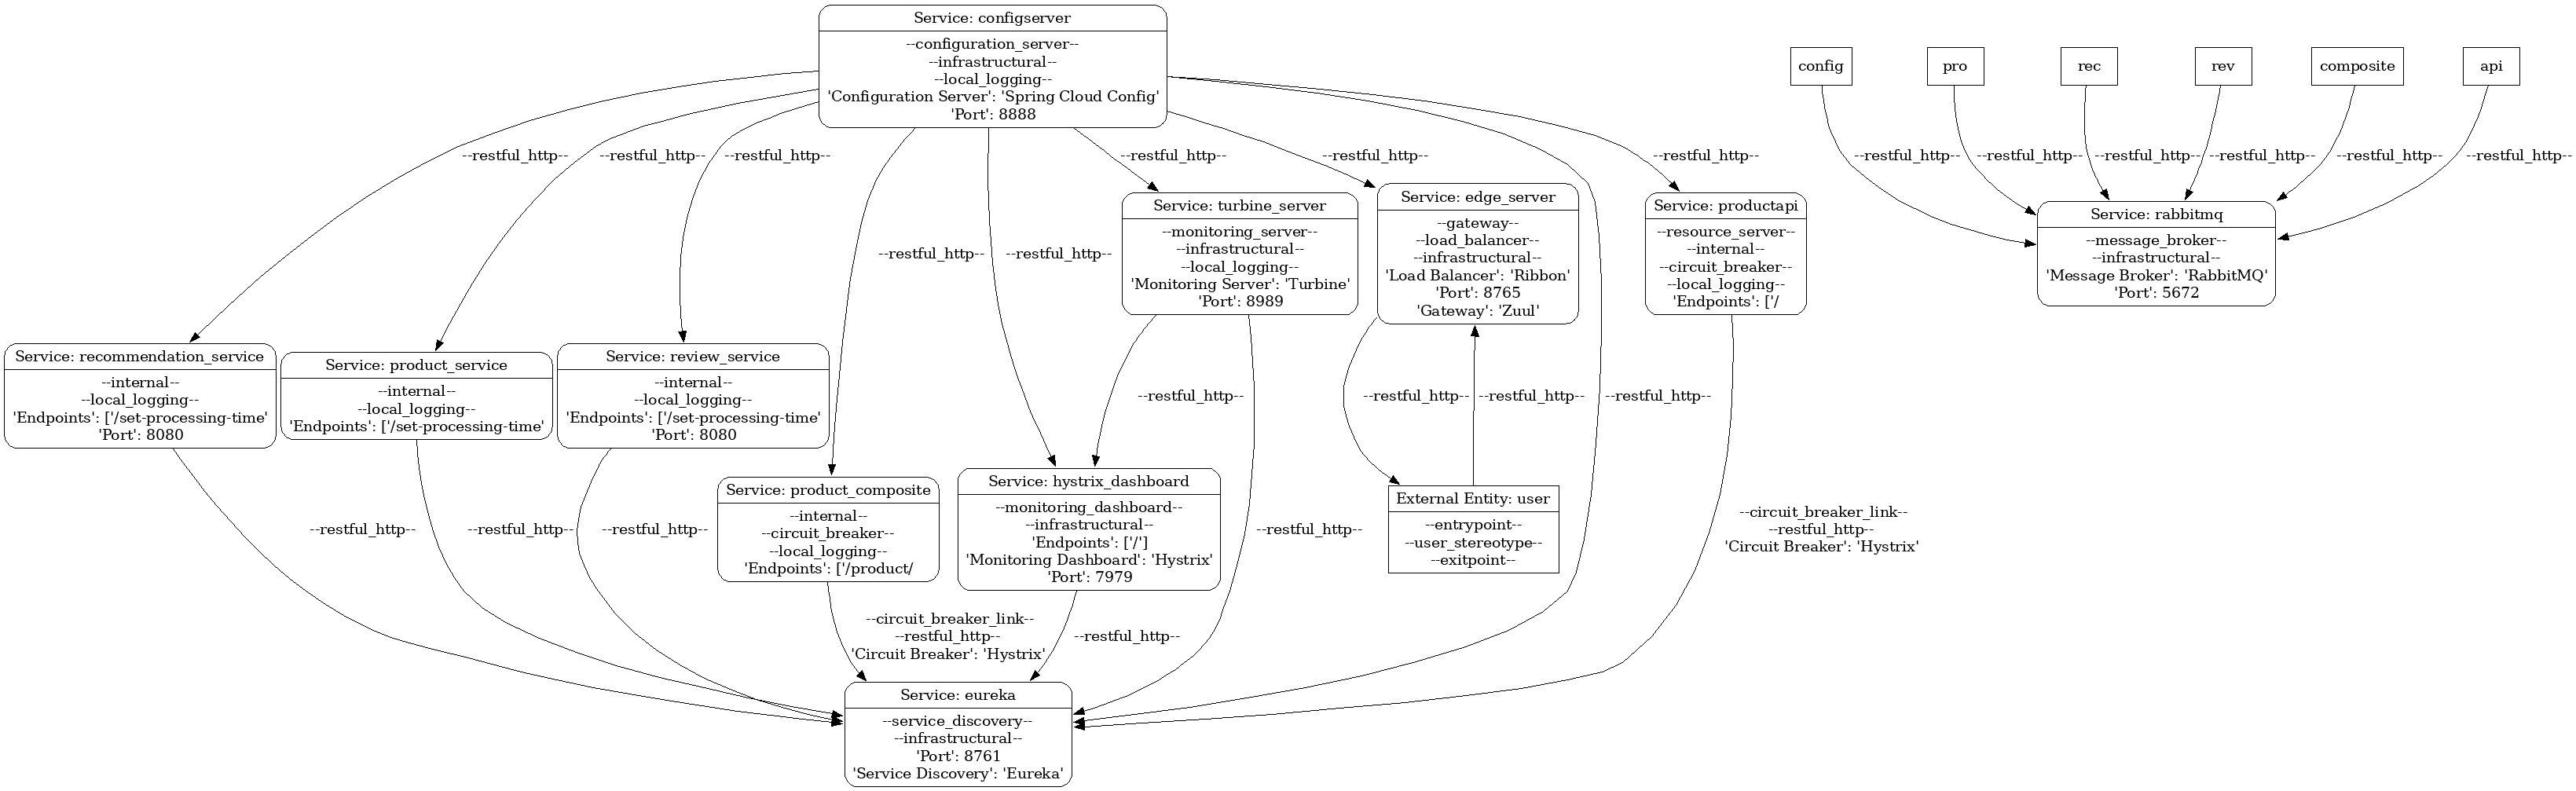 Service: configserver
--configuration_server--
--infrastructural--
--local_logging--
'Configuration Server': 'Spring Cloud Config'
'Port': 8888
config
pro
rec
rev
composite
api
--restful_http--
--restful_http--
--restful_http--
--restful_http--
--restful_http--
--restful_http--
--restful_http--
--restful_http--
--restful_http--
--restful_http--
--restful_http--
--restful_http--
--restful_http--
--restful_http--
Service: turbine_server
--monitoring_server--
--infrastructural--
--local_logging--
'Monitoring Server': 'Turbine'
'Port': 8989
Service: edge_server
--gateway--
--load_balancer--
--infrastructural--
'Load Balancer': 'Ribbon'
'Port': 8765
'Gateway': 'Zuul'
Service: productapi
--resource_server--
--internal--
--circuit_breaker--
--local_logging--
'Endpoints': ['/
Service: rabbitmq
--message_broker--
--infrastructural--
'Message Broker': 'RabbitMQ'
'Port': 5672
Service: recommendation_service
--internal--
--local_logging--
'Endpoints': ['/set-processing-time'
'Port': 8080
Service: product_service
--internal--
--local_logging--
'Endpoints': ['/set-processing-time'
Service: review_service
--internal--
--local_logging--
'Endpoints': ['/set-processing-time'
'Port': 8080
--restful_http--
--restful_http--
--restful_http--
--restful_http--
Service: product_composite
--internal--
--circuit_breaker--
--local_logging--
'Endpoints': ['/product/
Service: hystrix_dashboard
--monitoring_dashboard--
--infrastructural--
'Endpoints': ['/']
'Monitoring Dashboard': 'Hystrix'
'Port': 7979
External Entity: user
--entrypoint--
--user_stereotype--
--exitpoint--
--restful_http--
--restful_http--
--restful_http--
--restful_http--
--circuit_breaker_link--
--restful_http--
'Circuit Breaker': 'Hystrix'
--circuit_breaker_link--
--restful_http--
'Circuit Breaker': 'Hystrix'
--restful_http--
Service: eureka
--service_discovery--
--infrastructural--
'Port': 8761
'Service Discovery': 'Eureka'